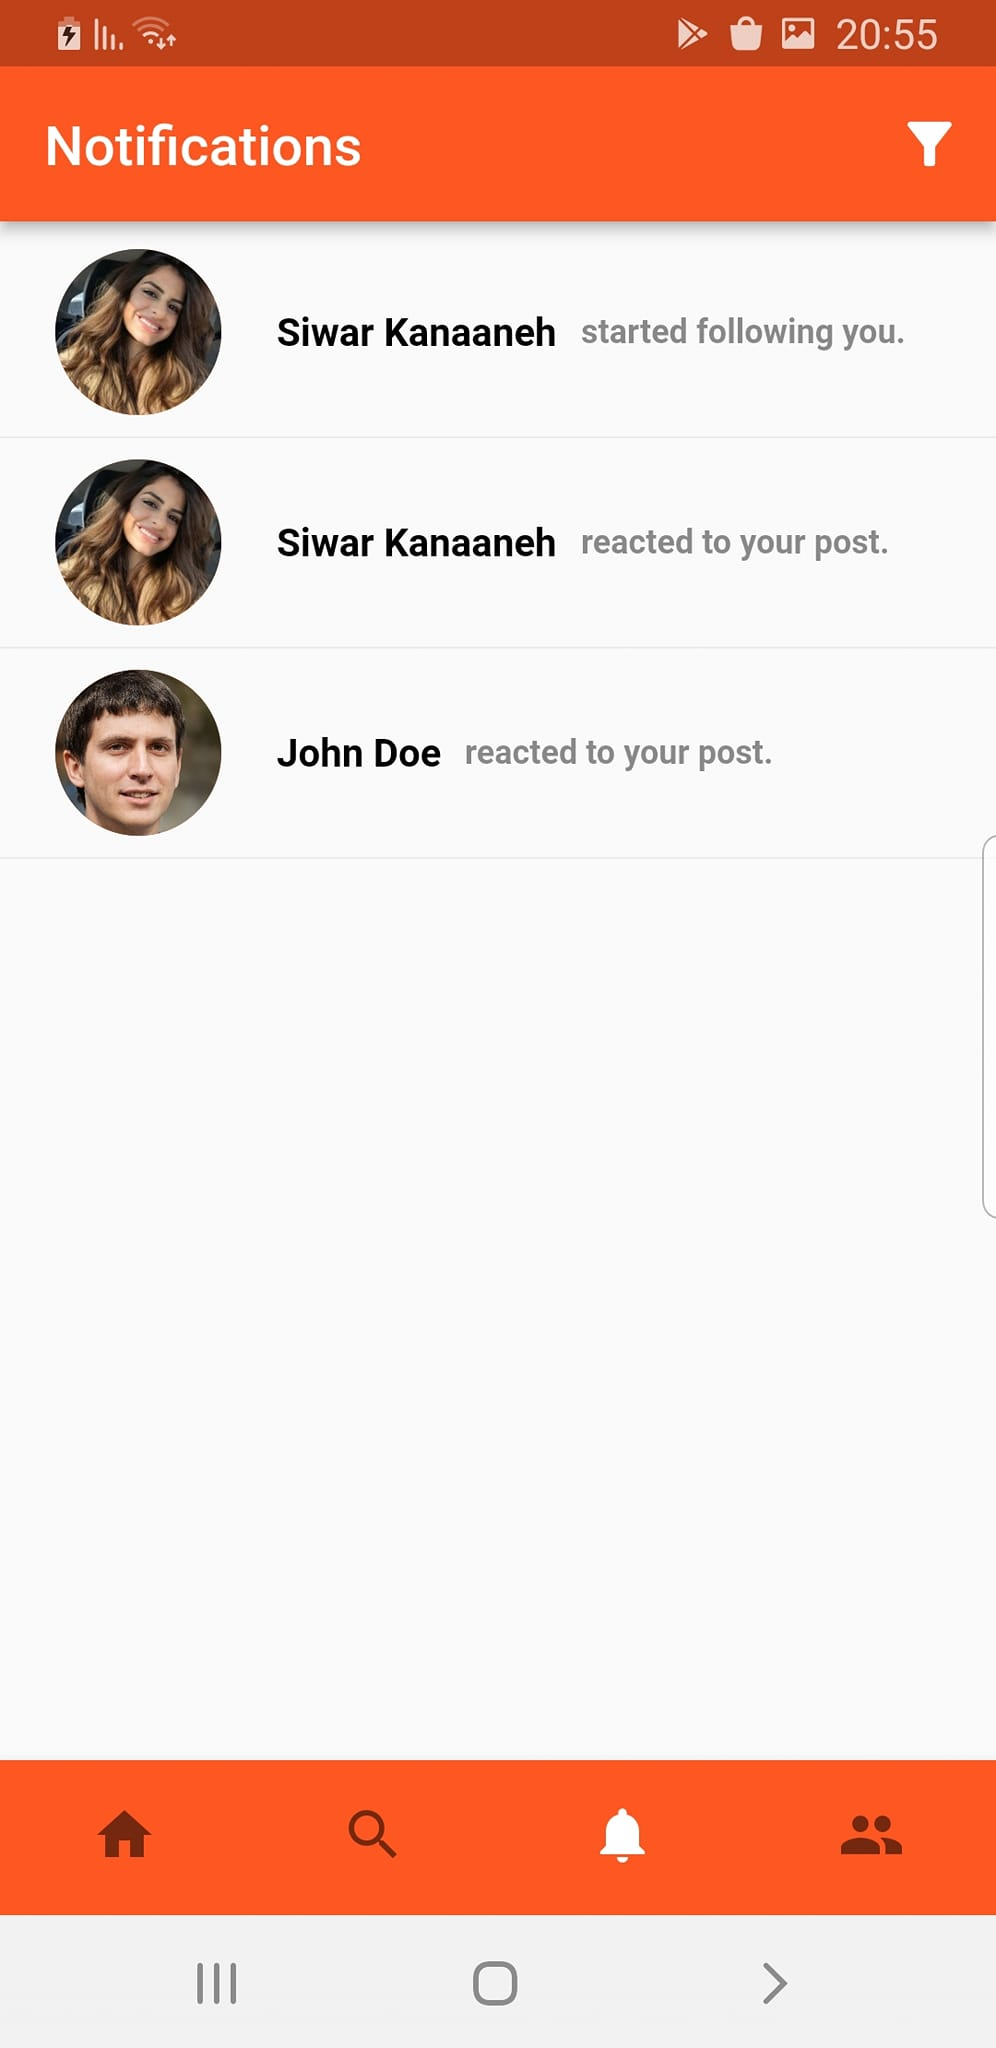 20:55
Notifications
Siwar Kanaaneh started following you.
Siwar Kanaaneh reacted to your post.
John Doe reacted to your post.